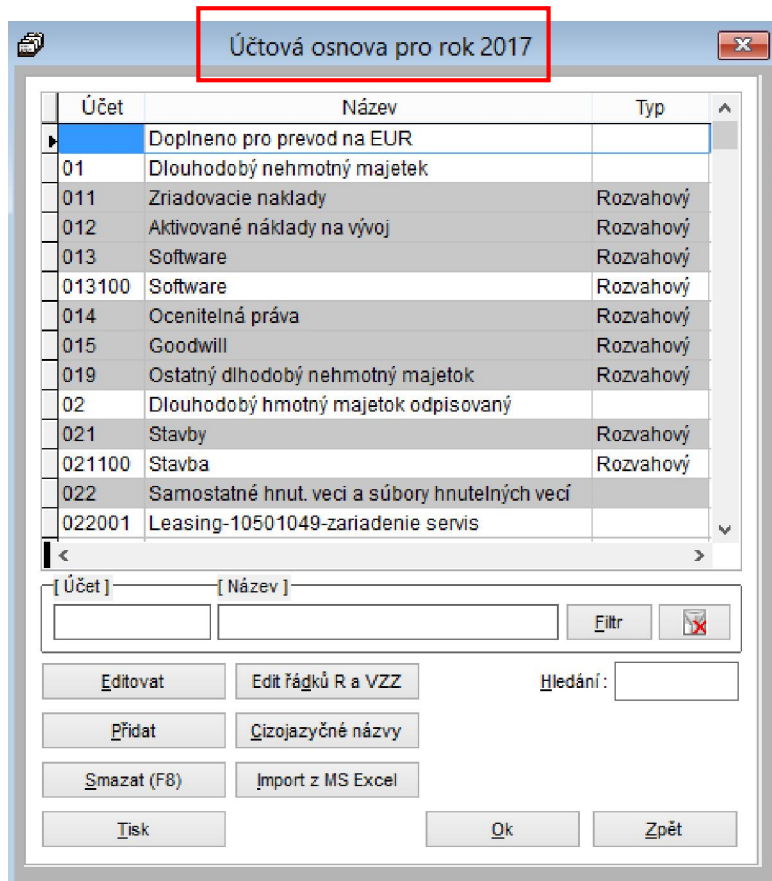 Účtová osnova pro rok 2017
Účet Název Typ
Doplneno pro prevod na EUR
01 Dlouhodobý nehmotný majetek
011 Zriadovacie naklady Rozvahový
012 Aktivované náklady na vývoj Rozvahový
013 Software Rozvahový
013100 Software Rozvahový
014 Ocenitelná práva Rozvahový
015 Goodwill Rozvahový
019 Ostatný dlhodobý nehmotný majetok Rozvahový
02 Dlouhodobý hmotný majetok odpisovaný
021 Stavby Rozvahový
021100 Stavba Rozvahový
022 Samostatné hnut. veci a súbory hnutelných vecí
022001 Leasing-10501049-zariadenie servis
[ Účet ] [ Název ]
Filtr
Editovat Edit řádků R a VZZ Hledání :
Přidat Cizojazyčné názvy
Smazat (F8) Import z MS Excel
Tisk Ok Zpět